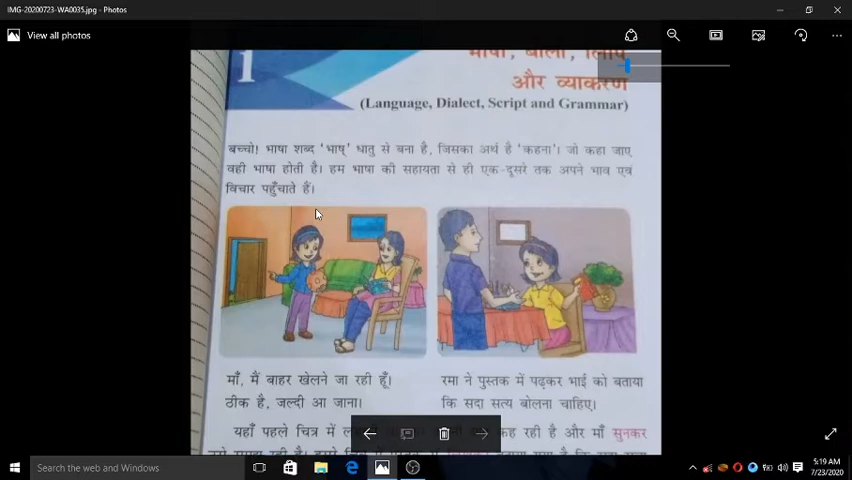 IMG-20200723-WA0035.jpg - Photos
View all photos
1
भाषा, बोली, लिपि
और व्याकरण
(Language, Dialect, Script and Grammar)
बच्चो! भाषा शब्द 'भाष्' धातु से बना है, जिसका अर्थ है 'कहना'। जो कहा जाए
वही भाषा होती है। हम भाषा की सहायता से ही एक-दूसरे तक अपने भाव एवं
विचार पहुँचाते हैं।
माँ, मैं बाहर खेलने जा रही हूँ।
ठीक है, जल्दी आ जाना।
रमा ने पुस्तक में पढ़कर भाई को बताया
कि सदा सत्य बोलना चाहिए।
यहाँ पहले चित्र में कह रही है और माँ सुनकर
Search the web and Windows
5:19 AM
7/23/2020